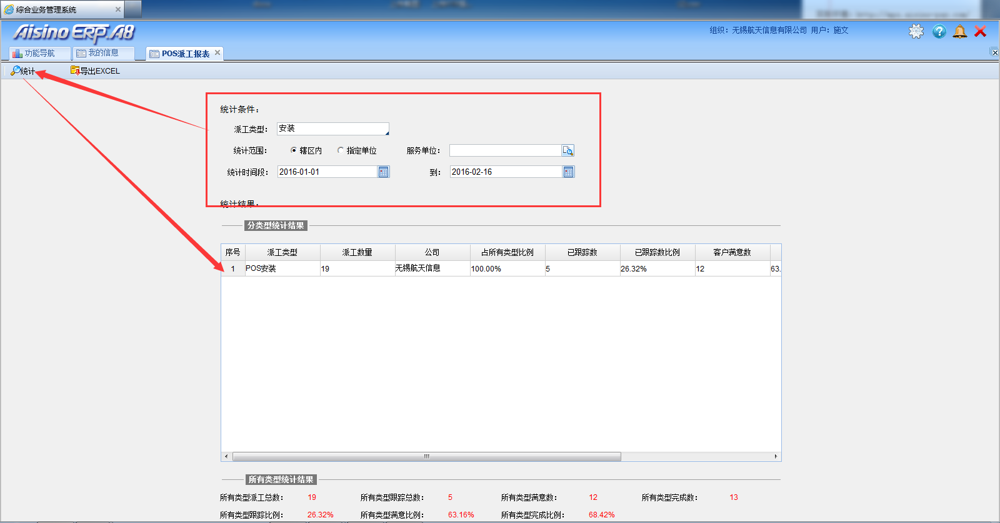 综合业务管理系统
Aisino ERP.A8
组织：无锡航天信息有限公司 用户：施文
功能导航
我的信息
POS派工报表
统计
导出EXCEL
统计条件：
派工类型： 安装
统计范围： 辖区内 指定单位 服务单位：
统计时间段： 2016-01-01 到： 2016-02-16
统计结果：
分类型统计结果
序号 派工类型 派工数量 公司 占所有类型比例 已跟踪数 已跟踪数比例 客户满意数
1 POS安装 19 无锡航天信息 100.00% 5 26.32% 12 63.
所有类型统计结果
所有类型派工总数： 19 所有类型跟踪总数： 5 所有类型满意数： 12 所有类型完成数： 13
所有类型跟踪比例： 26.32% 所有类型满意比例： 63.16% 所有类型完成比例： 68.42%